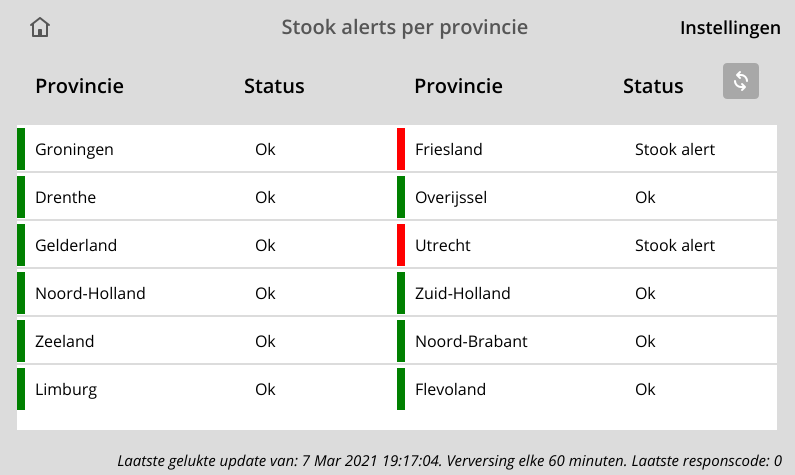 Stook alerts per provincie Instellingen
Provincie Status Provincie Status
Groningen Ok Friesland Stook alert
Drenthe Ok Overijssel Ok
Gelderland Ok Utrecht Stook alert
Noord-Holland Ok Zuid-Holland Ok
Zeeland Ok Noord-Brabant Ok
Limburg Ok Flevoland Ok
Laatste gelukte update van: 7 Mar 2021 19:17:04. Verversing elke 60 minuten. Laatste responscode: 0